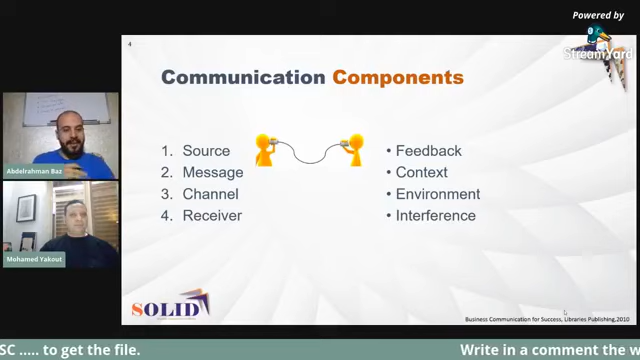 Powered by
StreamYard
4
Communication Components
1. Source
2. Message
3. Channel
4. Receiver
• Feedback
• Context
• Environment
• Interference
Abdelrahman Baz
Mohamed Yakout
SOLID
Business Communication for Success, Libraries Publishing,2010
SC ..... to get the file.
Write in a comment the w